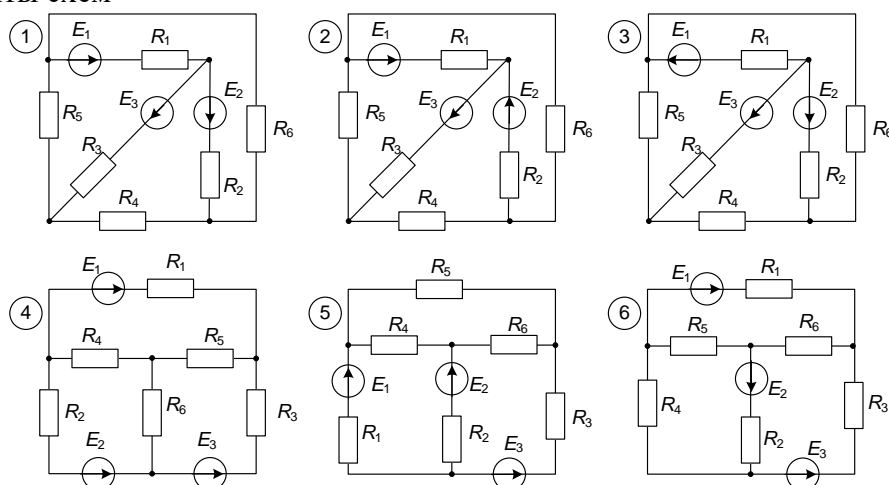 1 E₁ R₁ E₂ E₃ R₅ R₆ R₃ R₂ R₄
2 E₁ R₁ E₂ E₃ R₅ R₆ R₃ R₂ R₄
3 E₁ R₁ E₂ E₃ R₅ R₆ R₃ R₂ R₄
4 E₁ R₁ R₄ R₅ R₂ R₆ R₃ E₂ E₃
5 R₅ R₄ R₆ E₁ E₂ R₃ R₁ R₂ E₃
6 E₁ R₁ R₅ R₆ E₂ R₄ R₃ R₂ E₃